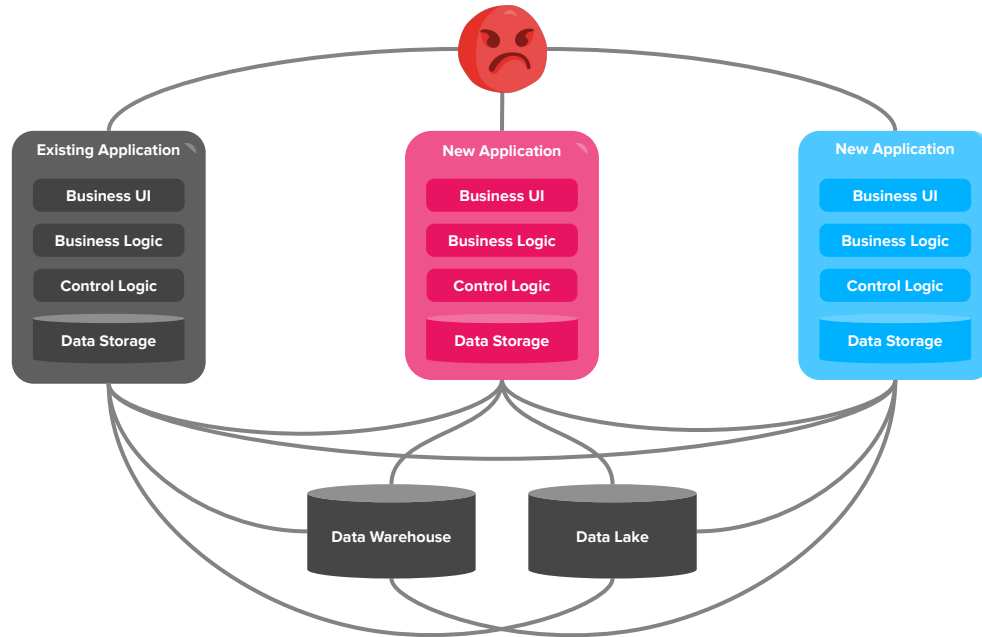 Existing Application
Business UI
Business Logic
Control Logic
Data Storage
New Application
Business UI
Business Logic
Control Logic
Data Storage
New Application
Business UI
Business Logic
Control Logic
Data Storage
Data Warehouse
Data Lake